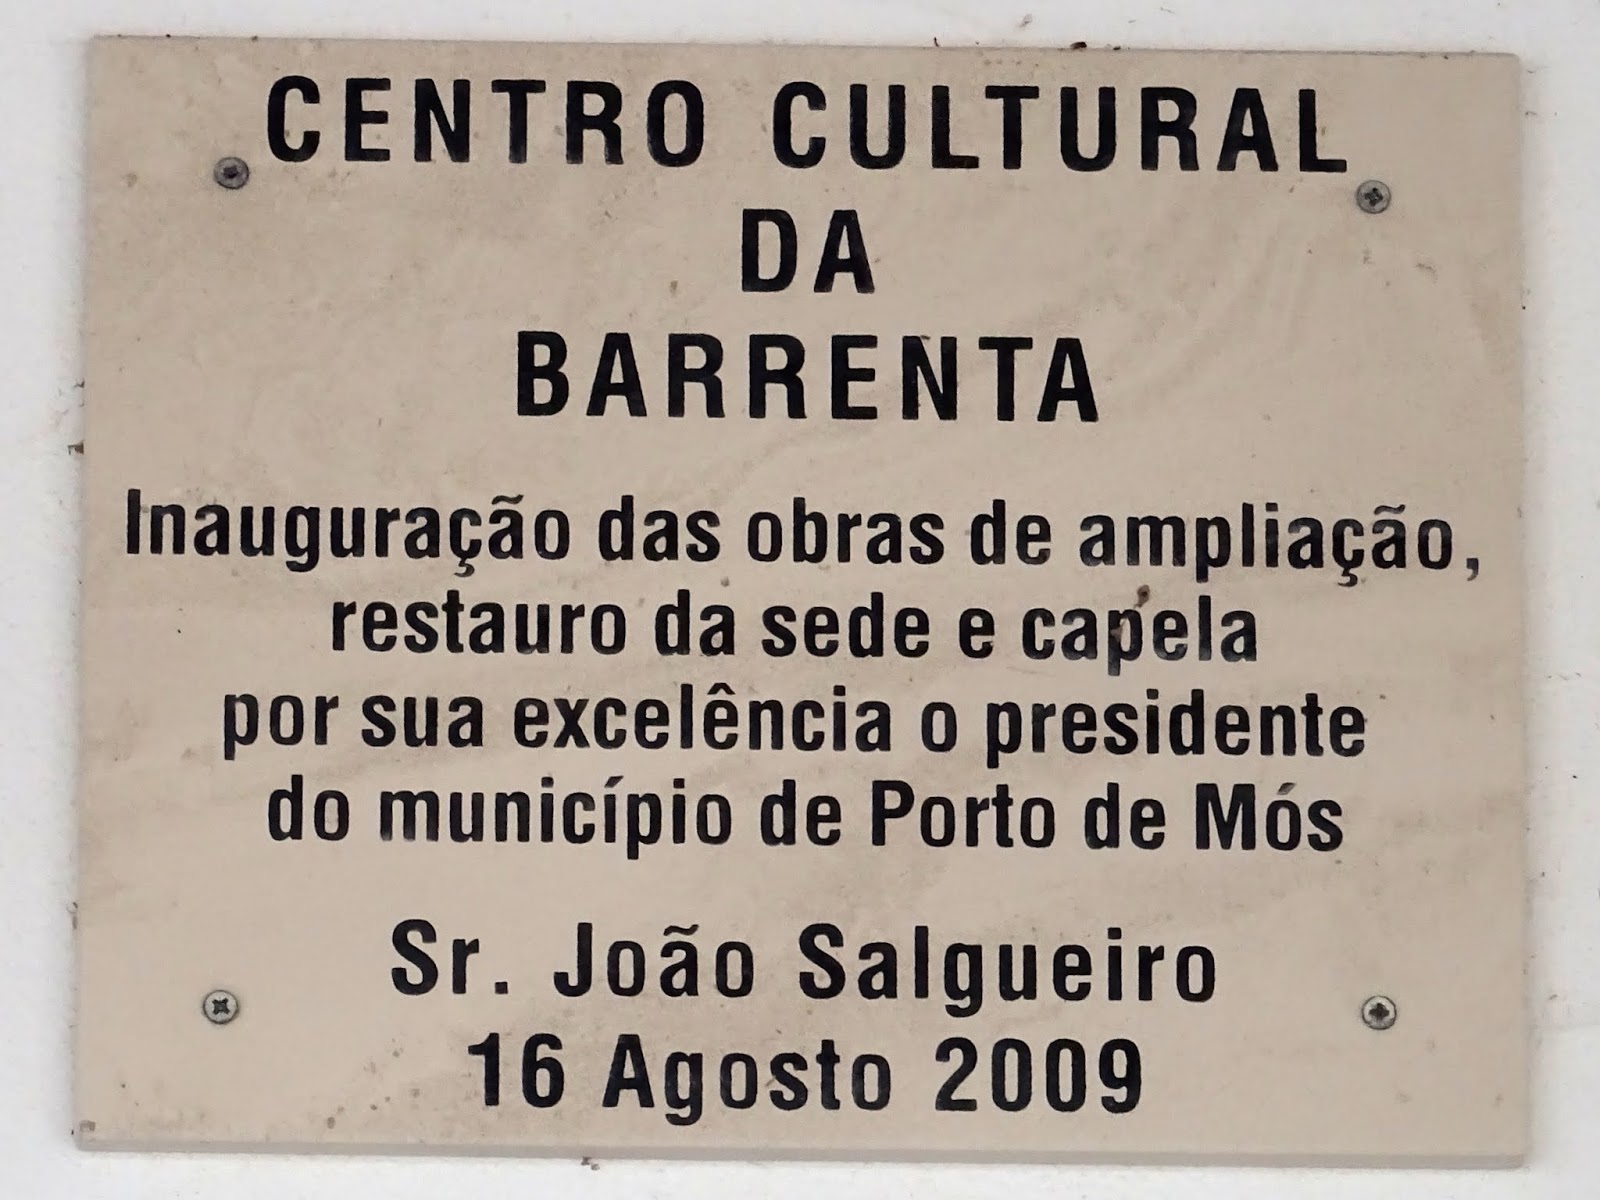 CENTRO CULTURAL
DA
BARRENTA
Inauguração das obras de ampliação,
restauro da sede e capela
por sua excelência o presidente
do município de Porto de Mós
Sr. João Salgueiro
16 Agosto 2009